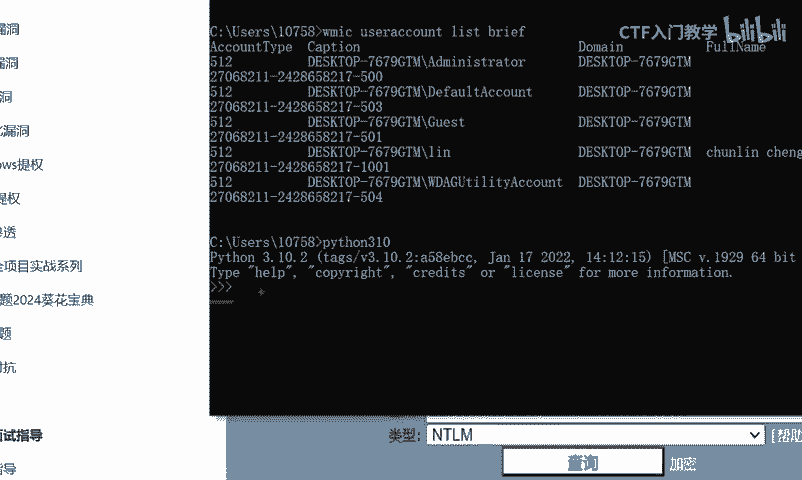 CTF入门教学 bilibili
C:\Users\10758>wmic useraccount list brief
AccountType Caption Domain FullName
512 DESKTOP-7679GTM\Administrator DESKTOP-7679GTM
27068211-2428658217-500
512 DESKTOP-7679GTM\DefaultAccount DESKTOP-7679GTM
27068211-2428658217-503
512 DESKTOP-7679GTM\Guest DESKTOP-7679GTM
27068211-2428658217-501
512 DESKTOP-7679GTM\lin DESKTOP-7679GTM chunlin cheng
27068211-2428658217-1001
512 DESKTOP-7679GTM\WDAGUtilityAccount DESKTOP-7679GTM
27068211-2428658217-504
C:\Users\10758>python310
Python 3.10.2 (tags/v3.10.2:a58ebcc, Jan 17 2022, 14:12:15) [MSC v.1929 64 bit
Type "help", "copyright", "credits" or "license" for more information.
>>>
漏洞
漏洞
洞
化漏洞
ows提权
提权
渗透
全项目实战系列
题2024葵花宝典
题
对抗
面试指导
指导
类型: NTLM [帮助
查询 加密